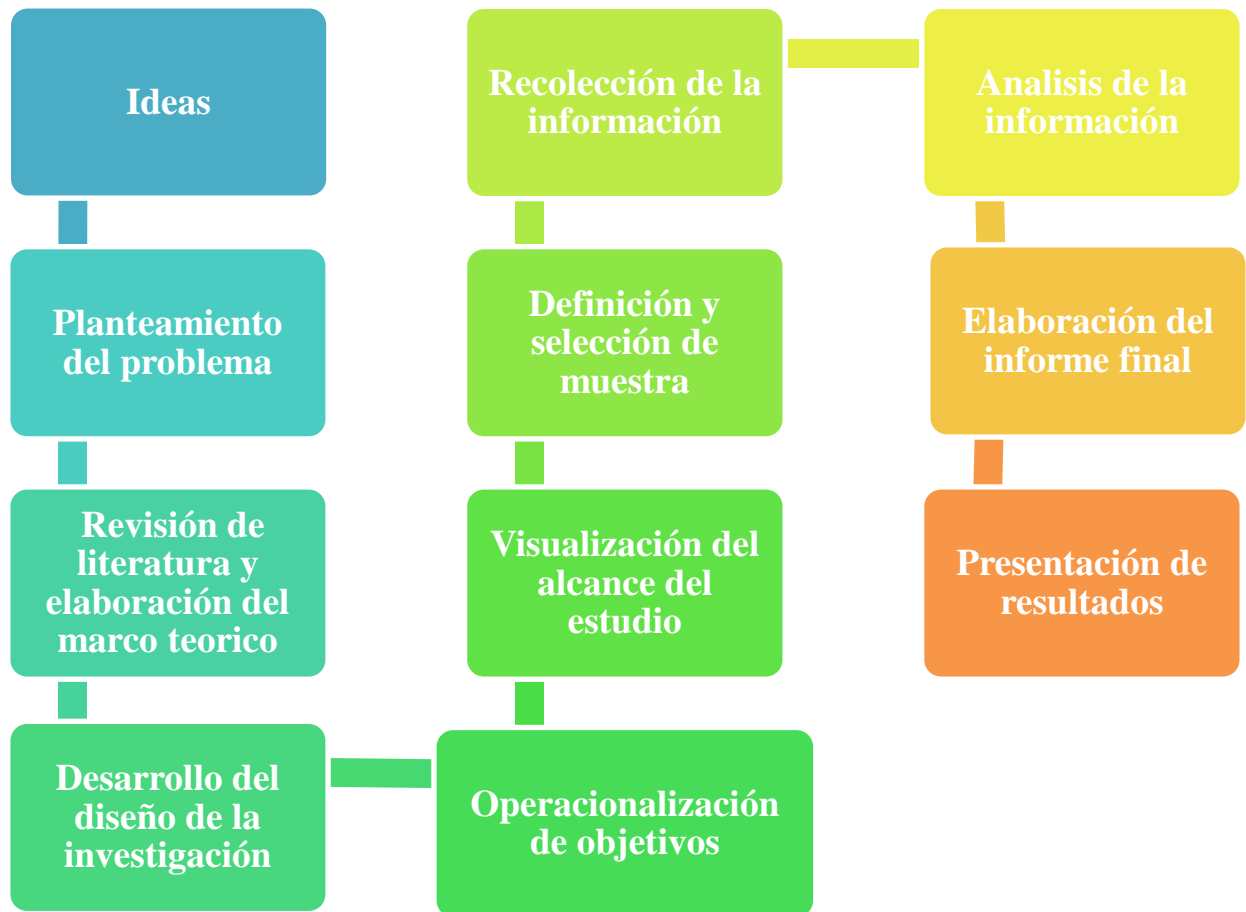 Ideas
Planteamiento
del problema
Revisión de
literatura y
elaboración del
marco teorico
Desarrollo del
diseño de la
investigación
Operacionalización
de objetivos
Visualización del
alcance del
estudio
Definición y
selección de
muestra
Recolección de la
información
Analisis de la
información
Elaboración del
informe final
Presentación de
resultados